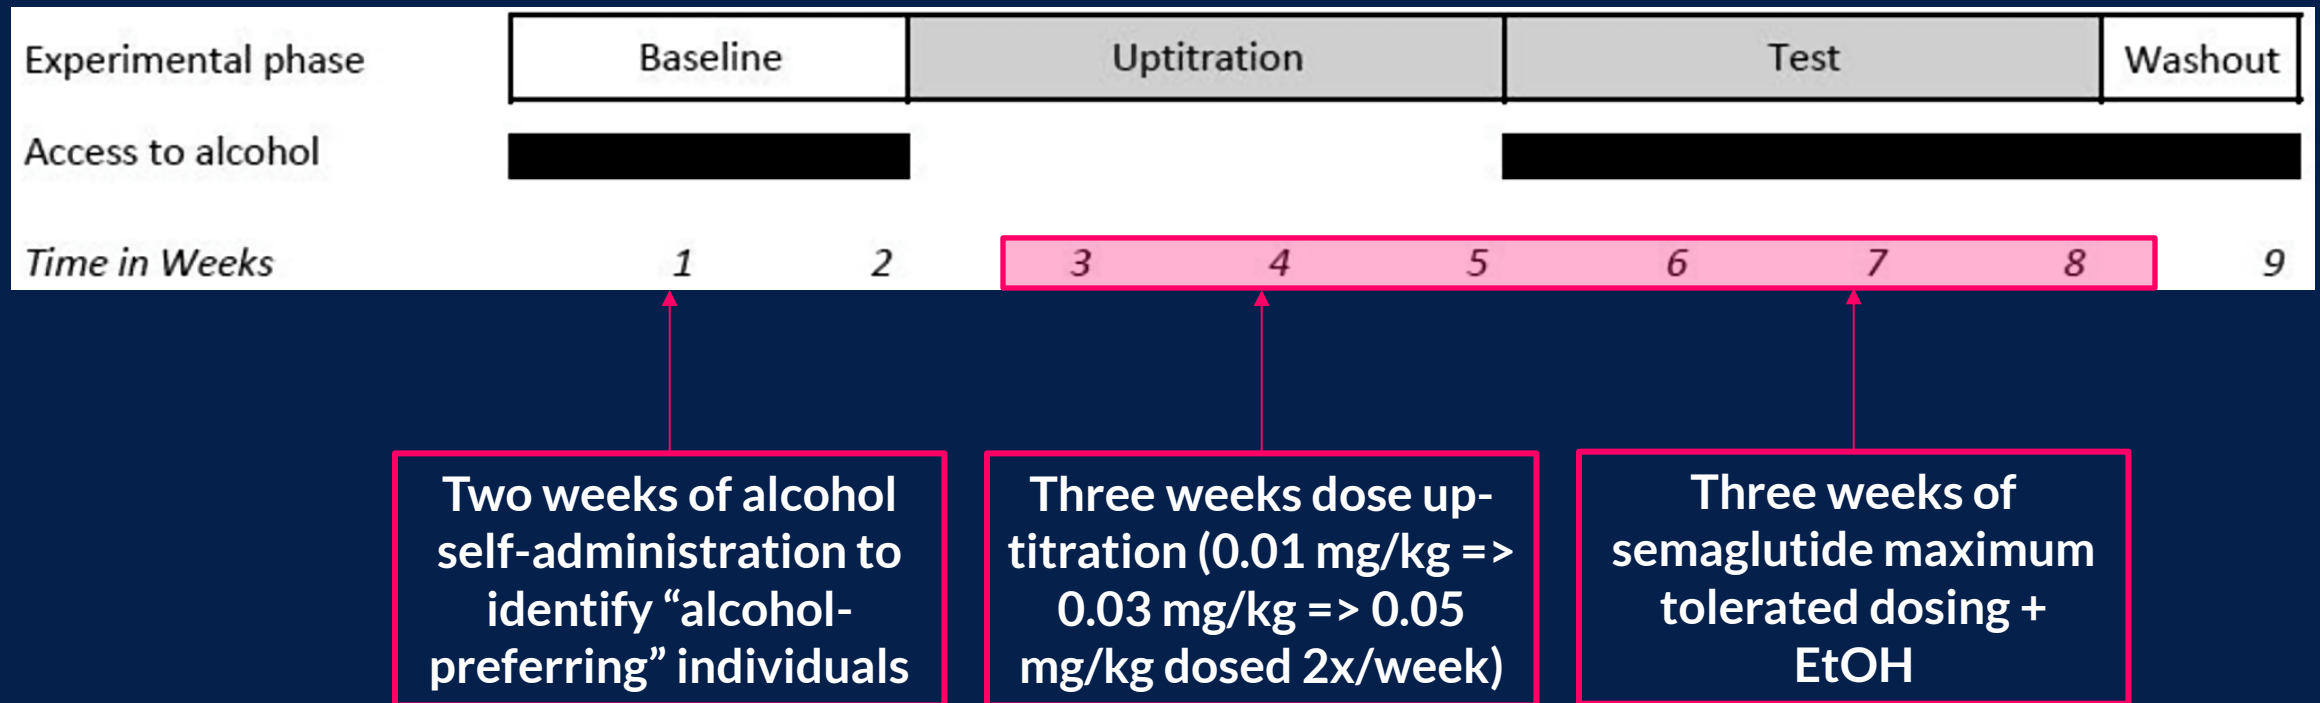 Experimental phase Baseline Uptitration Test Washout
Access to alcohol
Time in Weeks 1 2 3 4 5 6 7 8 9
Two weeks of alcohol
self-administration to
identify “alcohol-
preferring” individuals
Three weeks dose up-
titration (0.01 mg/kg =>
0.03 mg/kg => 0.05
mg/kg dosed 2x/week)
Three weeks of
semaglutide maximum
tolerated dosing +
EtOH